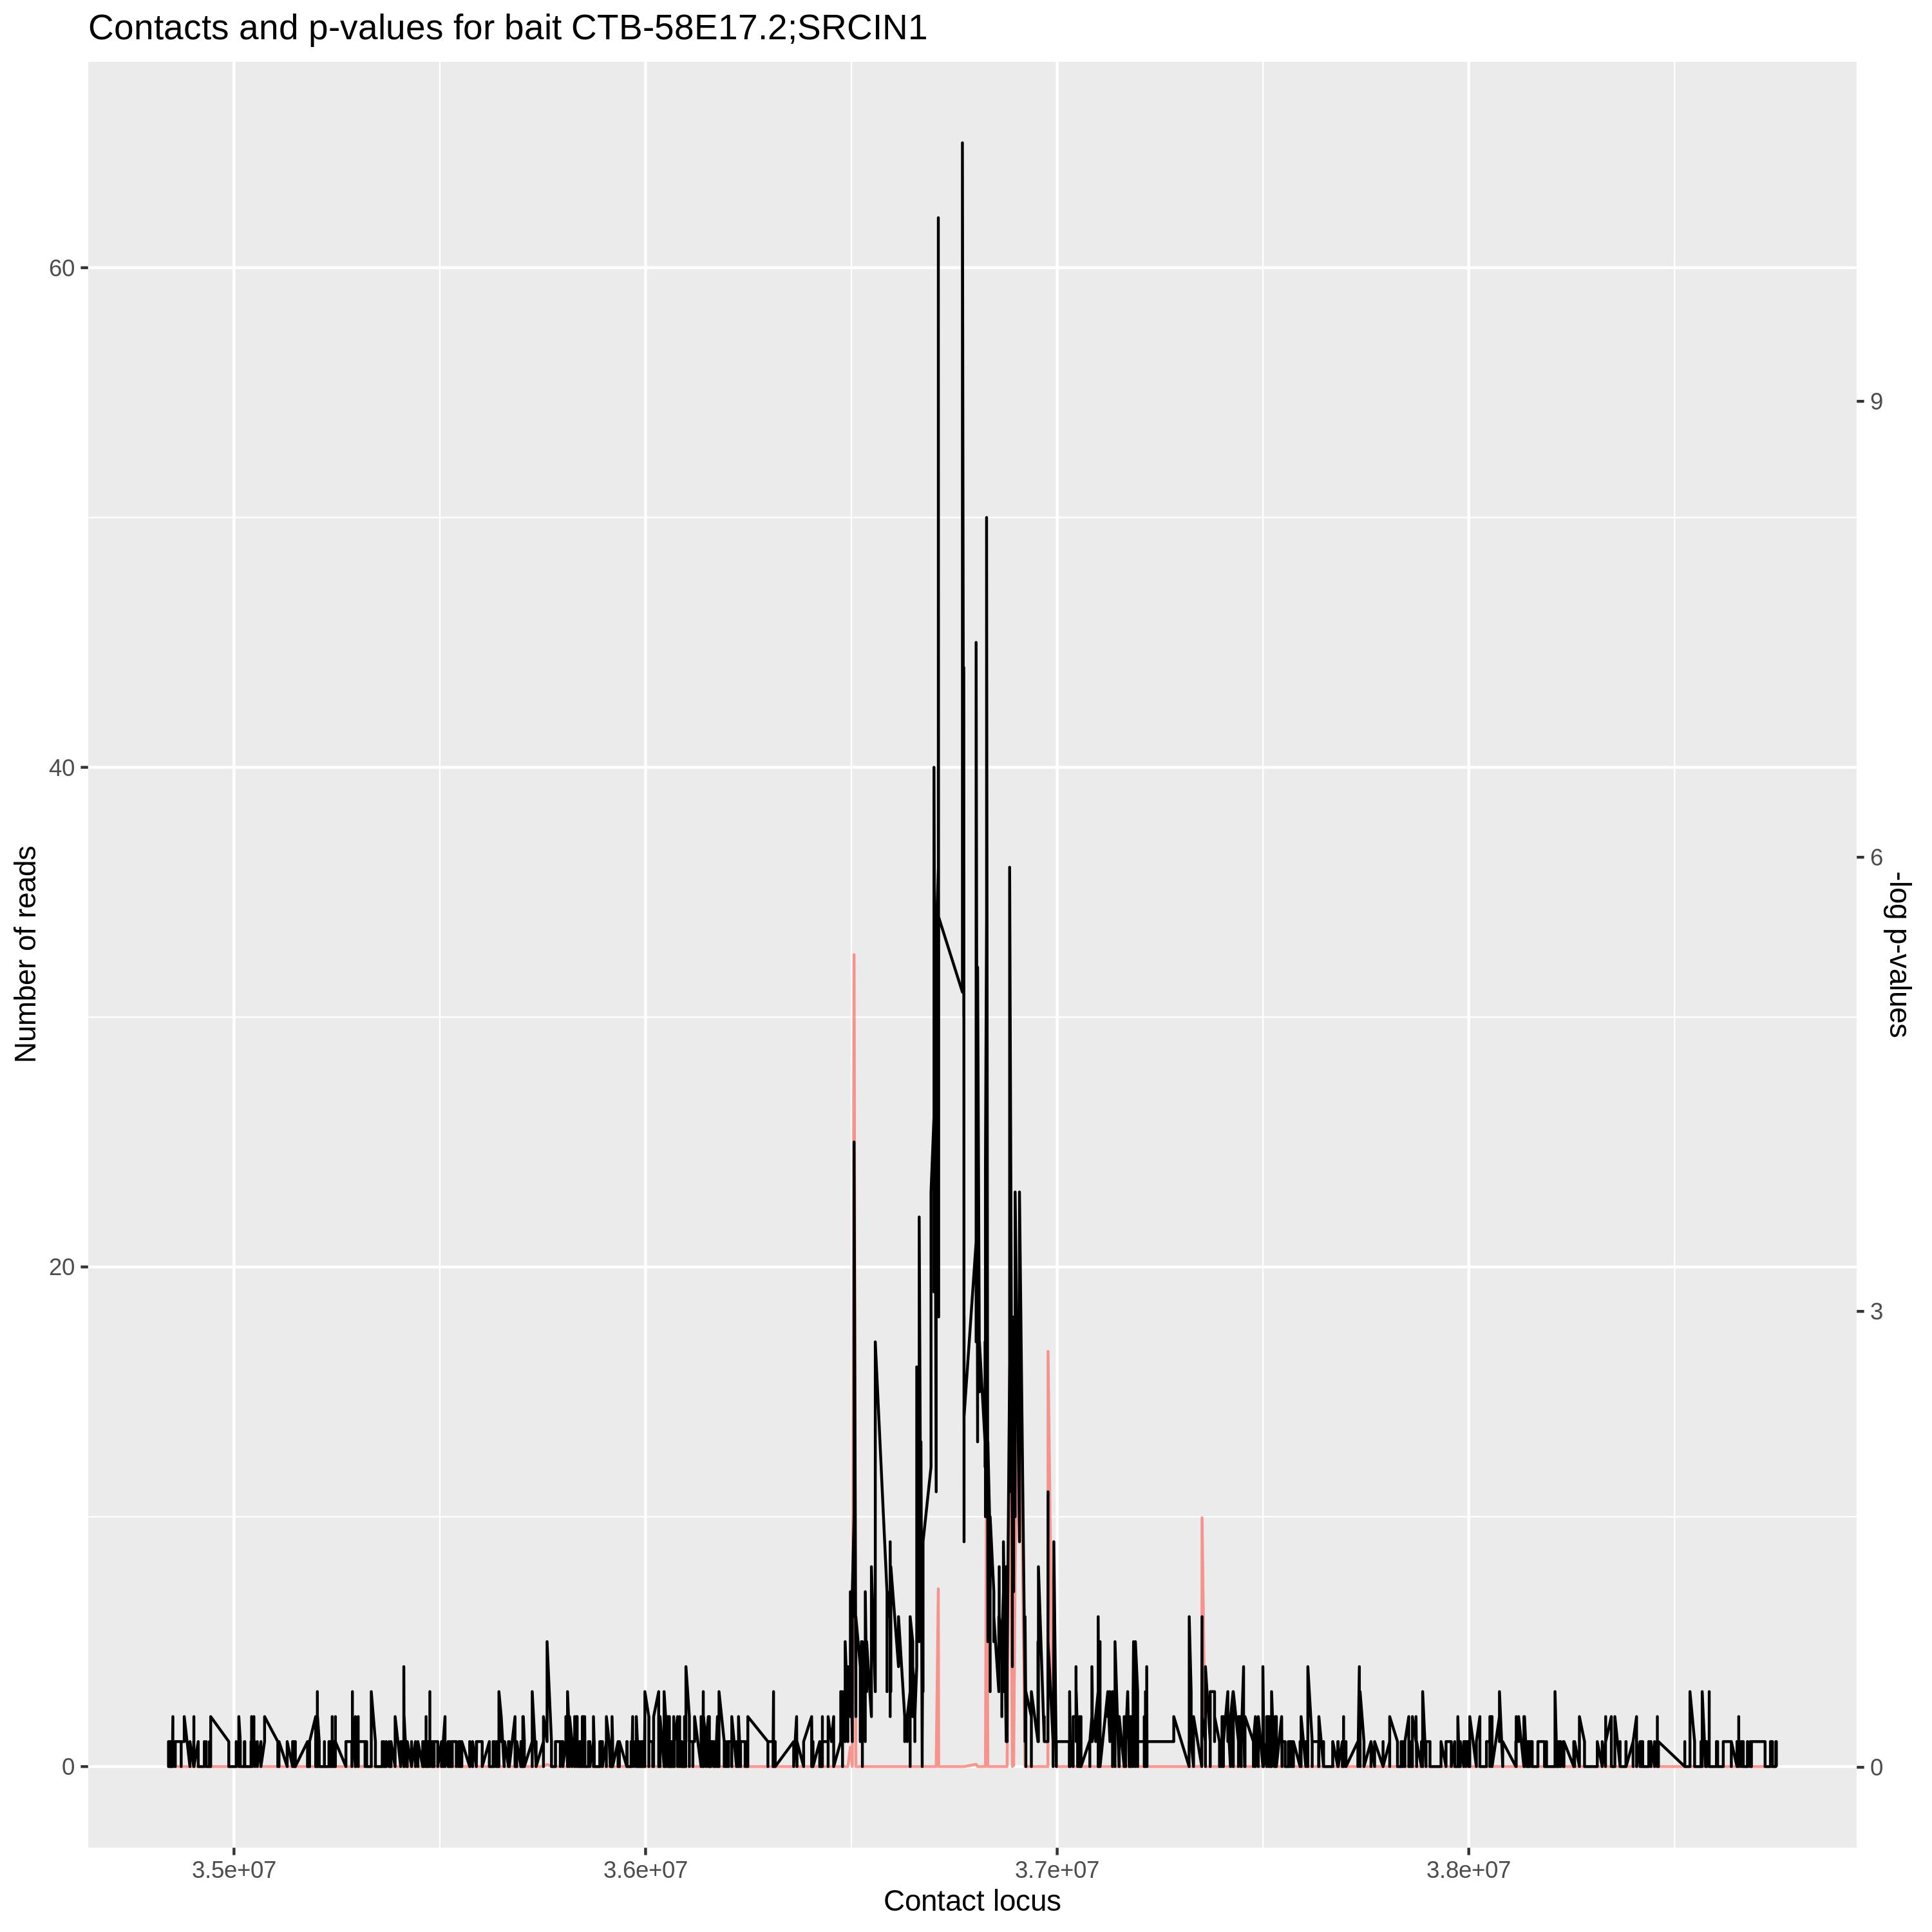 Contacts and p-values for bait CTB-58E17.2;SRCIN1
60
40
20
0
Number of reads
9
6
3
0
-log p-values
3.5e+07
3.6e+07
3.7e+07
3.8e+07
Contact locus